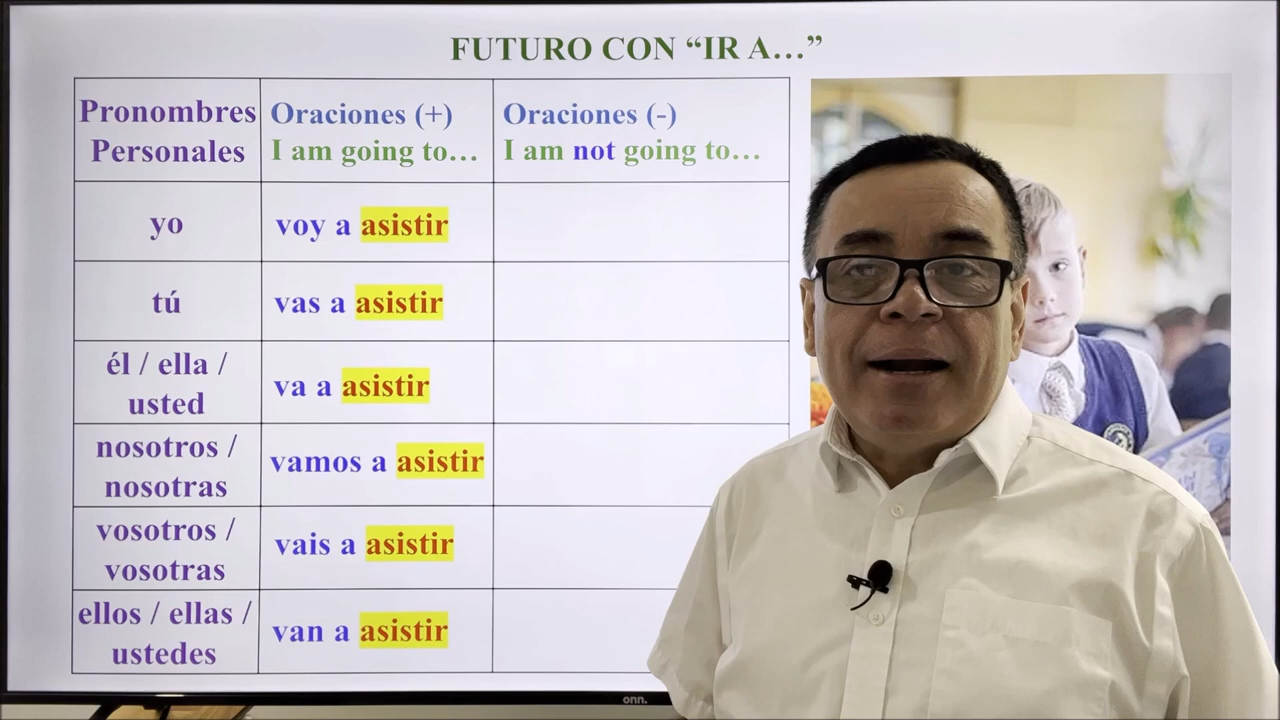 FUTURO CON “IR A…”
Pronombres
Personales
Oraciones (+)
I am going to…
Oraciones (-)
I am not going to…
yo
voy a asistir
tú
vas a asistir
él / ella /
usted
va a asistir
nosotros /
nosotras
vamos a asistir
vosotros /
vosotras
vais a asistir
ellos / ellas /
ustedes
van a asistir
onn.